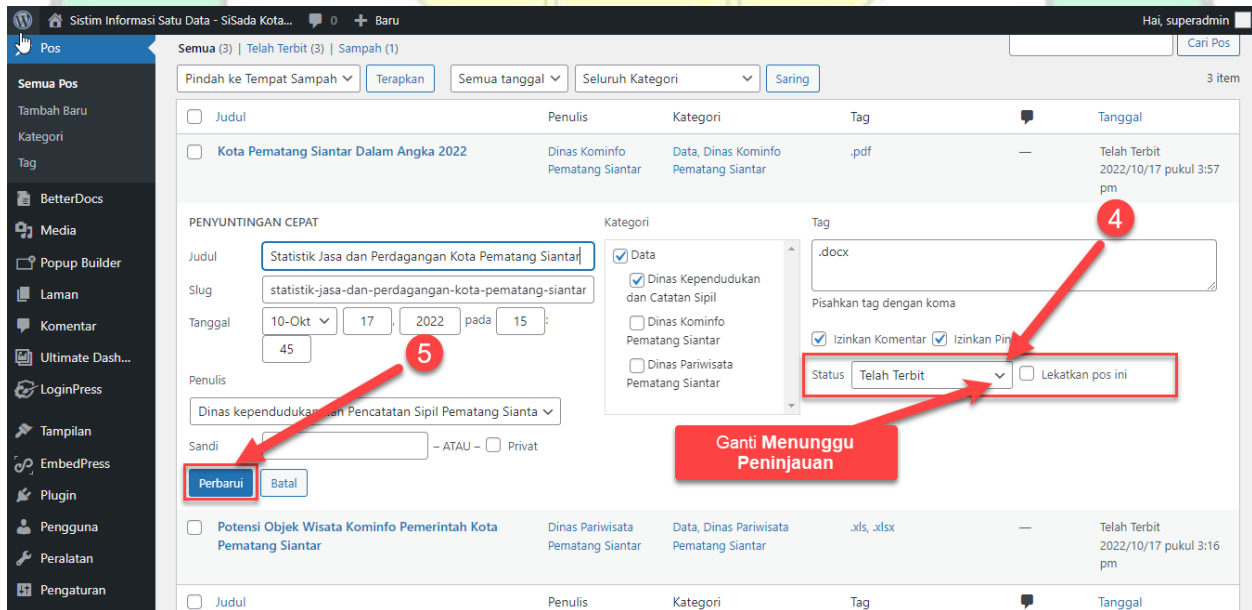 Sistim Informasi Satu Data - SiSada Kota... 0 + Baru Hai, superadmin
Pos
Semua Pos
Tambah Baru
Kategori
Tag
BetterDocs
Media
Popup Builder
Laman
Komentar
Ultimate Dash...
LoginPress
Tampilan
EmbedPress
Plugin
Pengguna
Peralatan
Pengaturan
Semua (3) | Telah Terbit (3) | Sampah (1)
Cari Pos
Pindah ke Tempat Sampah Terapkan Semua tanggal Seluruh Kategori Saring 3 item
Judul Penulis Kategori Tag Tanggal
Kota Pematang Siantar Dalam Angka 2022 Dinas Kominfo Data, Dinas Kominfo .pdf — Telah Terbit
Pematang Siantar Pematang Siantar 2022/10/17 pukul 3:57
pm
PENYUNTINGAN CEPAT
Judul Statistik Jasa dan Perdagangan Kota Pematang Siantar
Slug statistik-jasa-dan-perdagangan-kota-pematang-siantar
Tanggal 10-Okt 17 , 2022 pada 15 :
45
Penulis
Dinas kependudukan dan Pencatatan Sipil Pematang Sianta
Sandi – ATAU – Privat
Perbarui Batal
Kategori
Data
Dinas Kependudukan
dan Catatan Sipil
Dinas Kominfo
Pematang Siantar
Dinas Pariwisata
Pematang Siantar
Tag
.docx
Pisahkan tag dengan koma
Izinkan Komentar Izinkan Pin
Status Telah Terbit Lekatkan pos ini
4
5
Ganti Menunggu
Peninjauan
Potensi Objek Wisata Kominfo Pemerintah Kota Dinas Pariwisata Data, Dinas Pariwisata .xls, .xlsx — Telah Terbit
Pematang Siantar Pematang Siantar Pematang Siantar 2022/10/17 pukul 3:16
pm
Judul Penulis Kategori Tag Tanggal